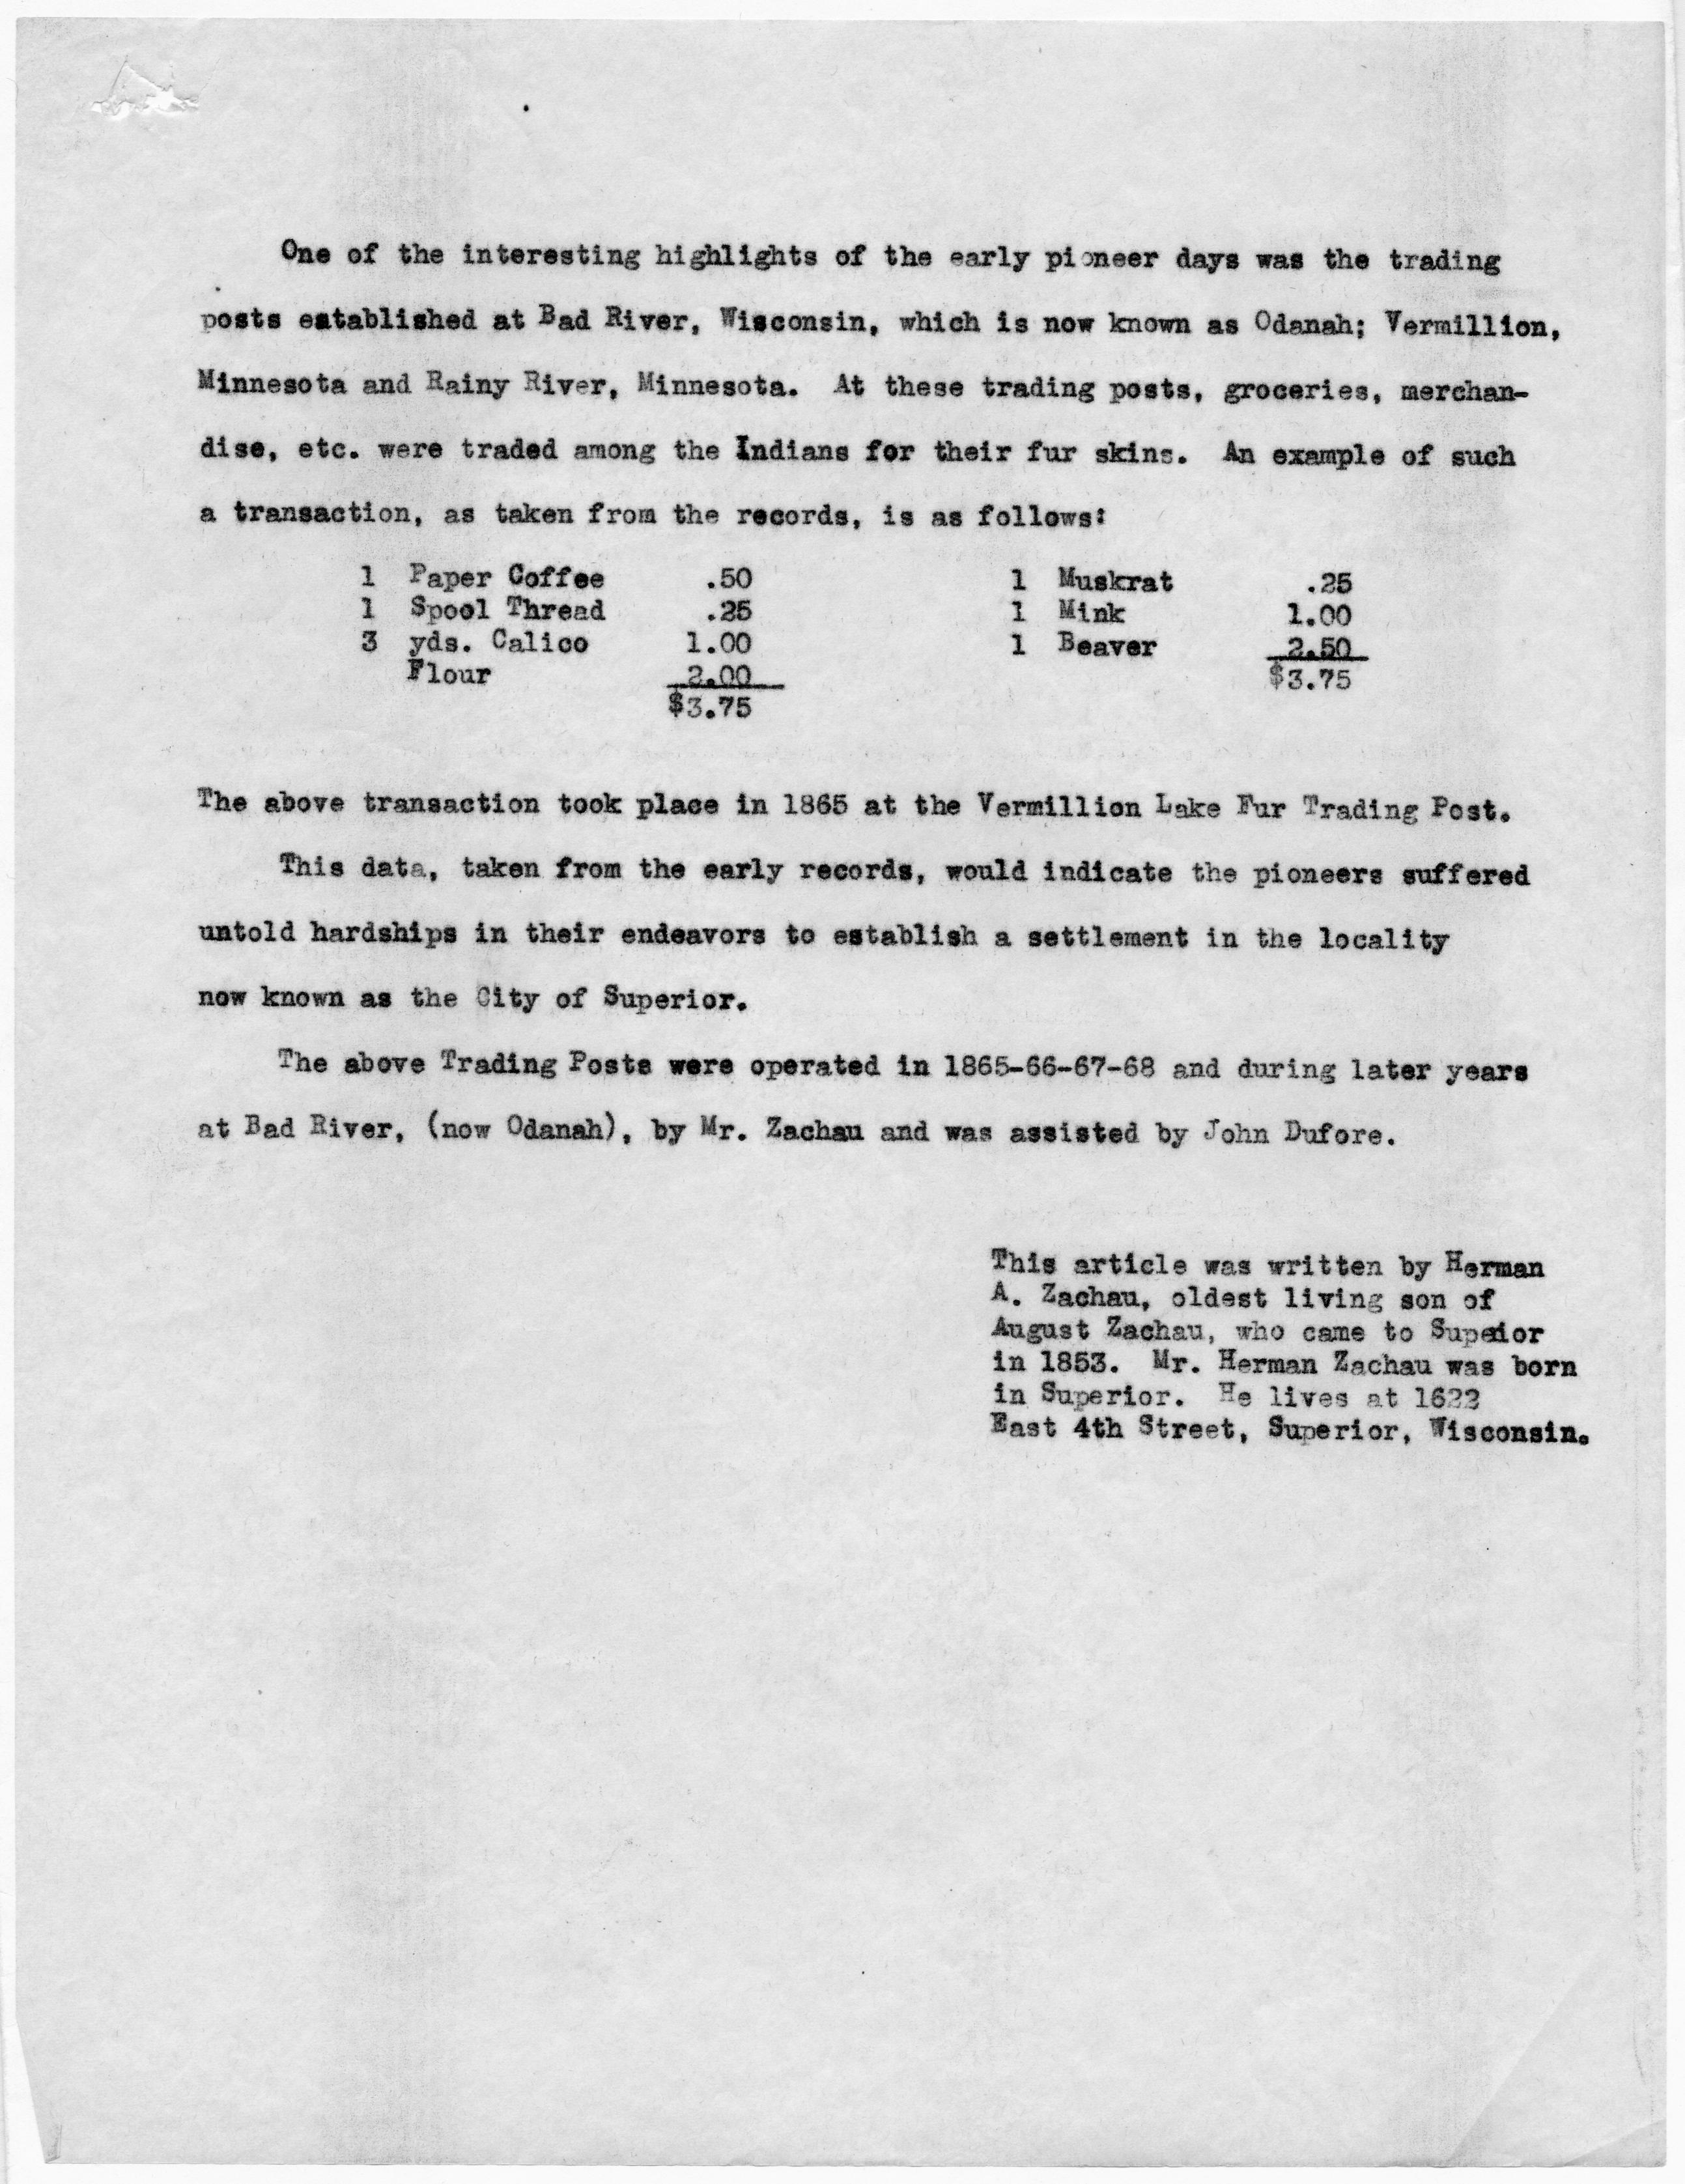 One of the interesting highlights of the early pioneer days was the trading
posts eatablished at Bad River, Wisconsin, which is now known as Odanah; Vermillion,
Minnesota and Rainy River, Minnesota. At these trading posts, groceries, merchan-
dise, etc. were traded among the Indians for their fur skins. An example of such
a transaction, as taken from the records, is as follows:
1 Paper Coffee .50 1 Muskrat .25
1 Spool Thread .25 1 Mink 1.00
3 yds. Calico 1.00 1 Beaver 2.50
Flour 2.00 $3.75
$3.75
The above transaction took place in 1865 at the Vermillion Lake Fur Trading Post.
This data, taken from the early records, would indicate the pioneers suffered
untold hardships in their endeavors to establish a settlement in the locality
now known as the City of Superior.
The above Trading Posts were operated in 1865-66-67-68 and during later years
at Bad River, (now Odanah), by Mr. Zachau and was assisted by John Dufore.
This article was written by Herman
A. Zachau, oldest living son of
August Zachau, who came to Supeior
in 1853. Mr. Herman Zachau was born
in Superior. He lives at 1622
East 4th Street, Superior, Wisconsin.